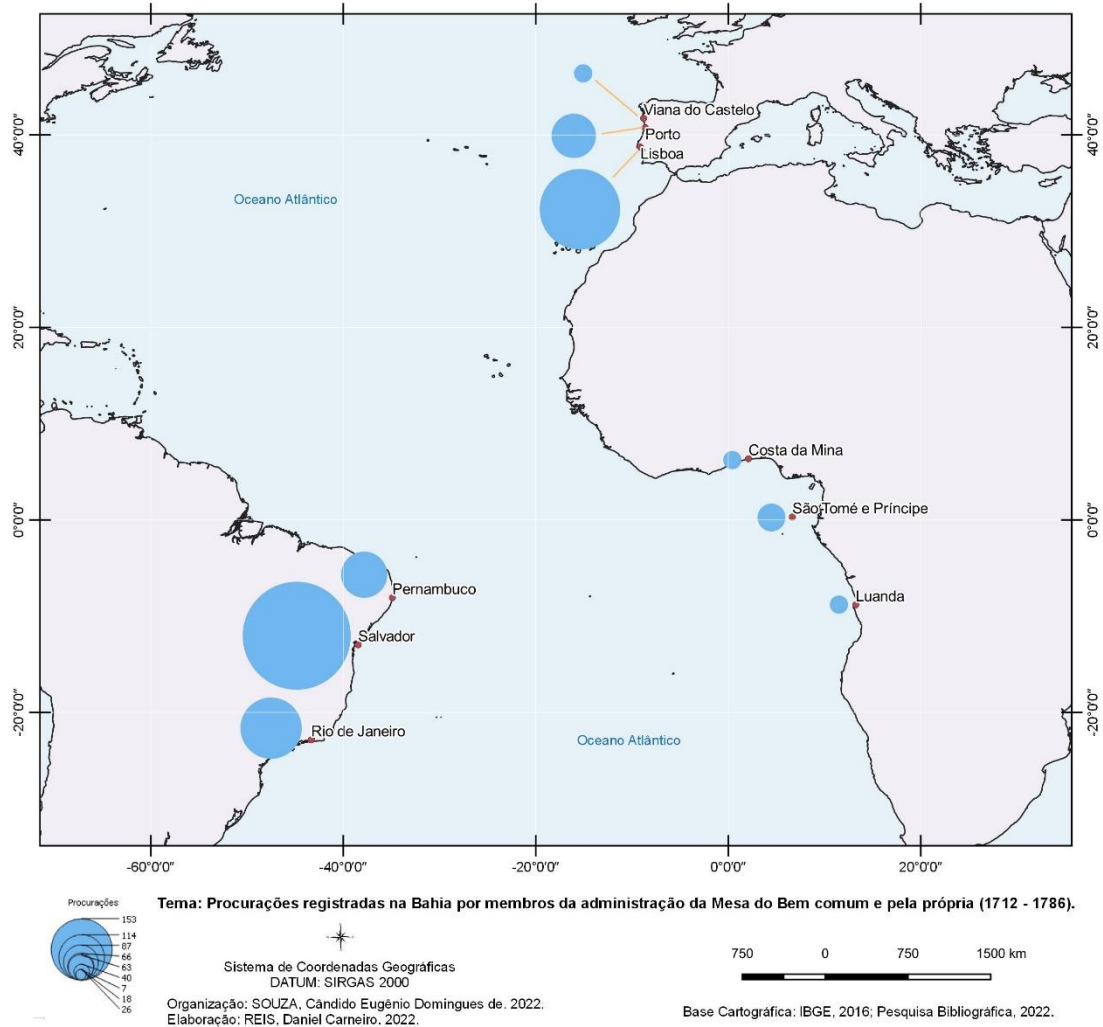 Viana do Castelo
40°0'0"
Porto
40°0'0"
Lisboa
Oceano Atlântico
20°0'0"
20°0'0"
Costa da Mina
São Tomé e Príncipe
0°0'0"
0°0'0"
Pernambuco
Luanda
Salvador
-20°0'0"
Rio de Janeiro
Oceano Atlântico
-20°0'0"
-60°0'0"
-40°0'0"
-20°0'0"
0°0'0"
20°0'0"
Procurações
153
114
87
66
63
40
7
18
26
Tema: Procurações registradas na Bahia por membros da administração da Mesa do Bem comum e pela própria (1712 - 1786).
Sistema de Coordenadas Geográficas
DATUM: SIRGAS 2000
Organização: SOUZA, Cândido Eugênio Domingues de. 2022.
Elaboração: REIS, Daniel Carneiro. 2022.
750 0 750 1500 km
Base Cartográfica: IBGE, 2016; Pesquisa Bibliográfica, 2022.